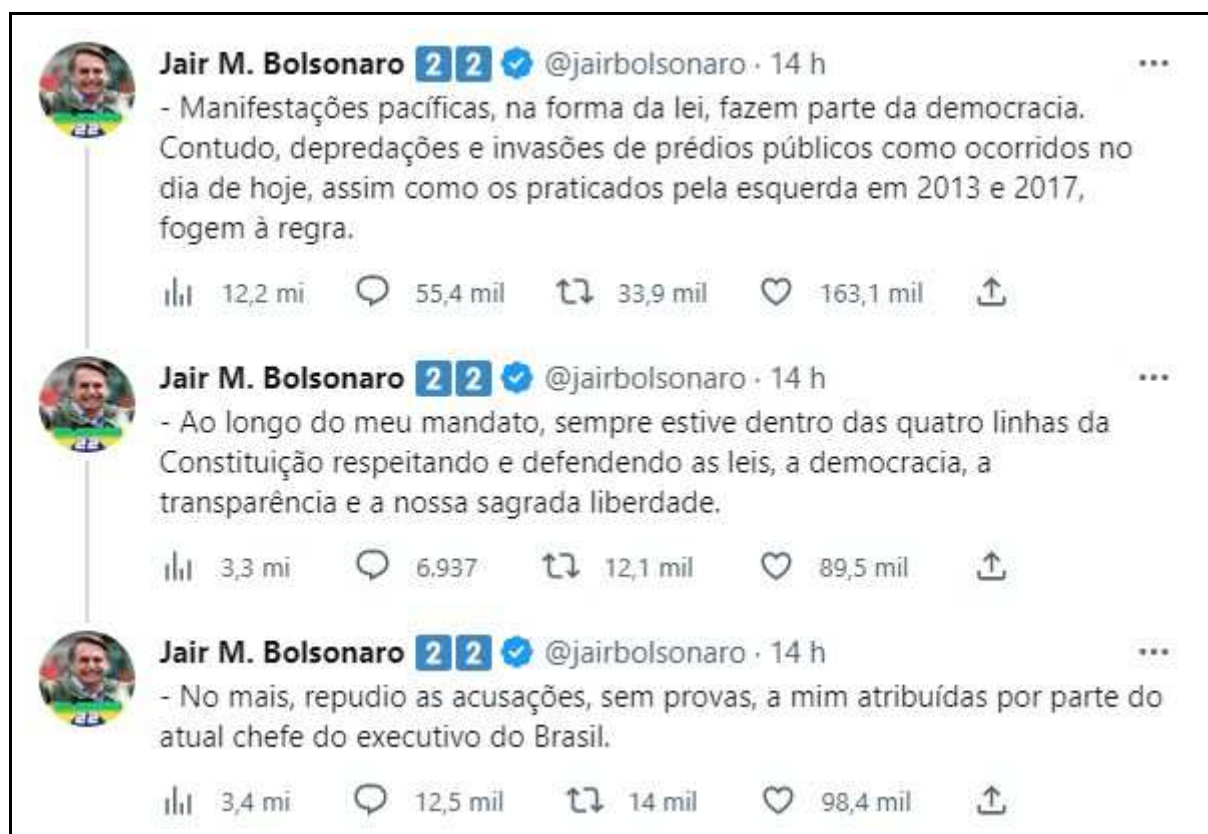 Jair M. Bolsonaro 2️⃣2️⃣ @jairbolsonaro · 14 h
- Manifestações pacíficas, na forma da lei, fazem parte da democracia.
Contudo, depredações e invasões de prédios públicos como ocorridos no
dia de hoje, assim como os praticados pela esquerda em 2013 e 2017,
fogem à regra.
12,2 mi 55,4 mil 33,9 mil 163,1 mil
Jair M. Bolsonaro 2️⃣2️⃣ @jairbolsonaro · 14 h
- Ao longo do meu mandato, sempre estive dentro das quatro linhas da
Constituição respeitando e defendendo as leis, a democracia, a
transparência e a nossa sagrada liberdade.
3,3 mi 6.937 12,1 mil 89,5 mil
Jair M. Bolsonaro 2️⃣2️⃣ @jairbolsonaro · 14 h
- No mais, repudio as acusações, sem provas, a mim atribuídas por parte do
atual chefe do executivo do Brasil.
3,4 mi 12,5 mil 14 mil 98,4 mil